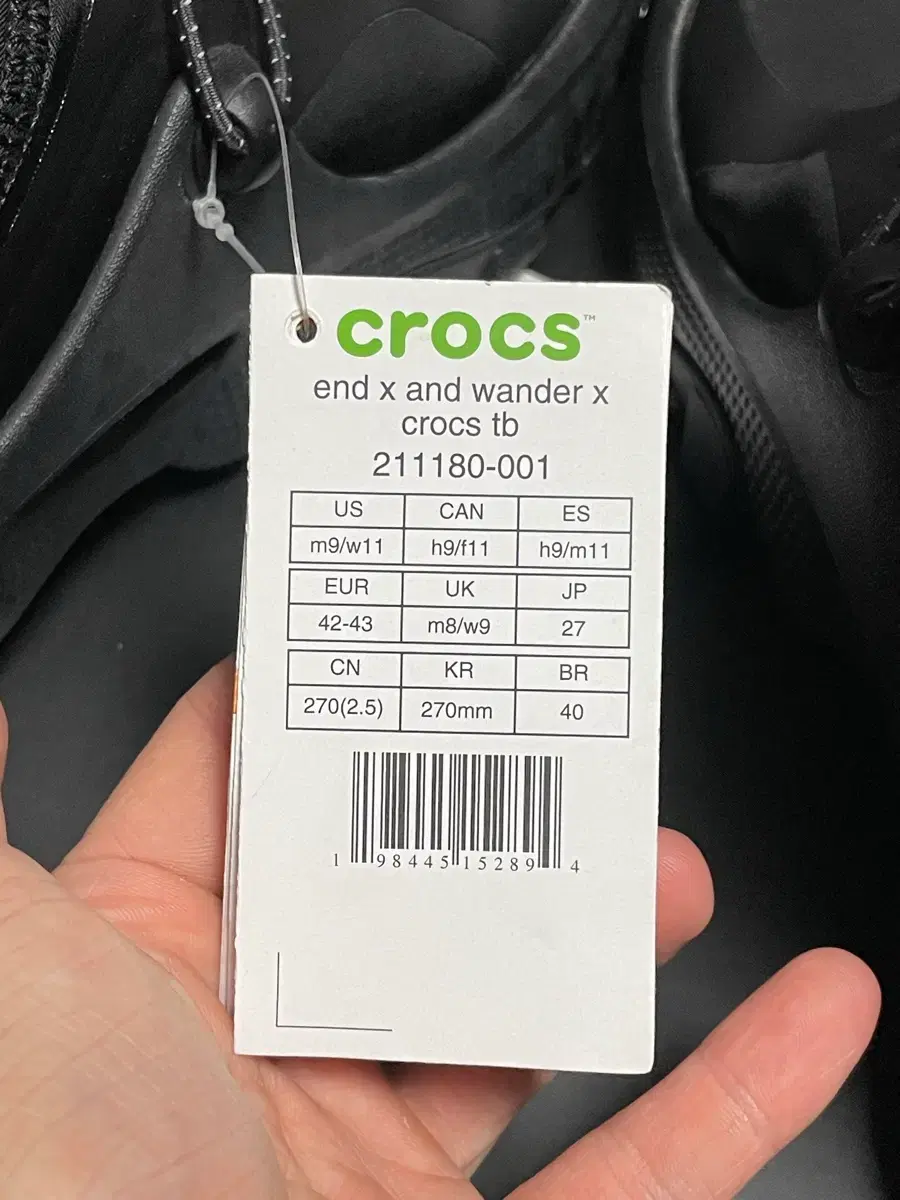 crocs™
end x and wander x
crocs tb
211180-001
US CAN ES
m9/w11 h9/f11 h9/m11
EUR UK JP
42-43 m8/w9 27
CN KR BR
270(2.5) 270mm 40
1 98445 15289 4